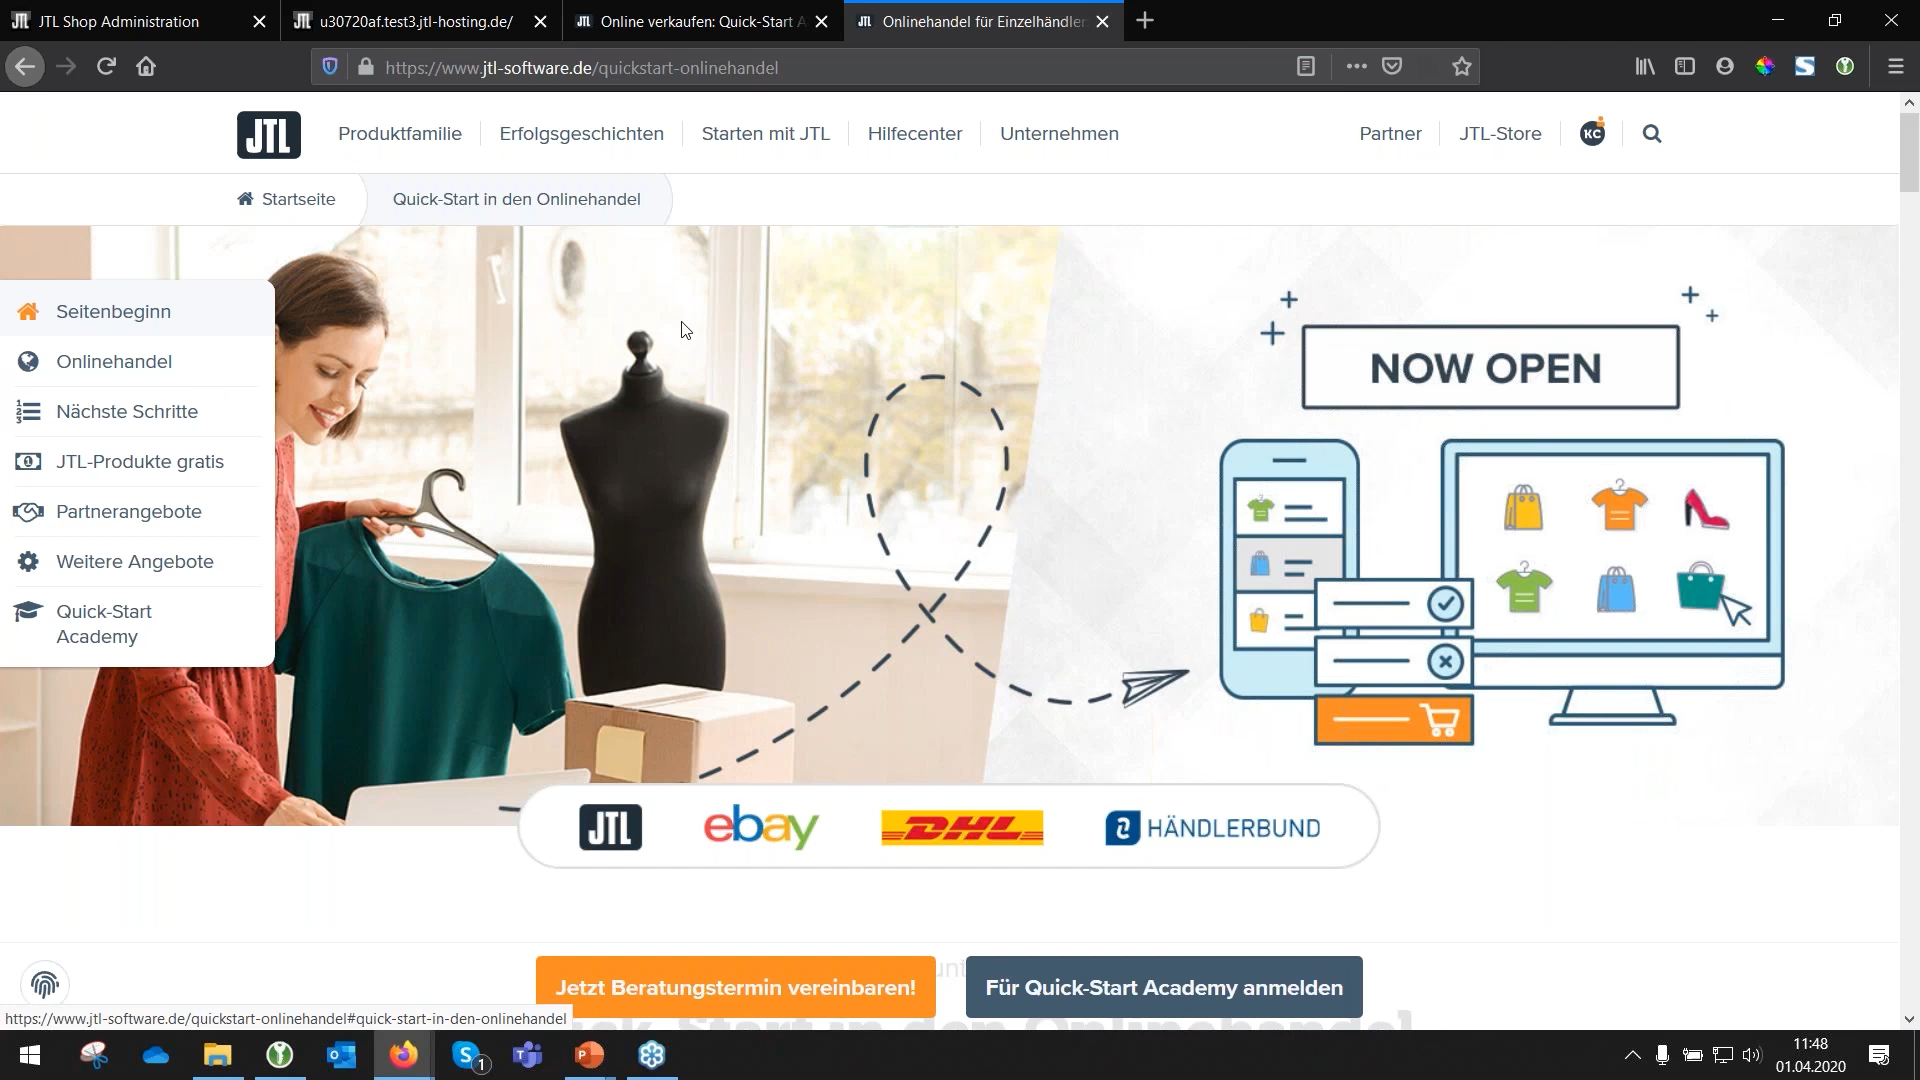 JTL Shop Administration
u30720af.test3.jtl-hosting.de/
Online verkaufen: Quick-Start A
Onlinehandel für Einzelhändler
https://www.jtl-software.de/quickstart-onlinehandel
JTL
Produktfamilie
Erfolgsgeschichten
Starten mit JTL
Hilfecenter
Unternehmen
Partner
JTL-Store
KC
Startseite
Quick-Start in den Onlinehandel
Seitenbeginn
Onlinehandel
Nächste Schritte
JTL-Produkte gratis
Partnerangebote
Weitere Angebote
Quick-Start
Academy
NOW OPEN
JTL
ebay
DHL
HÄNDLERBUND
Jetzt Beratungstermin vereinbaren!
Für Quick-Start Academy anmelden
https://www.jtl-software.de/quickstart-onlinehandel#quick-start-in-den-onlinehandel
1
11:48
01.04.2020